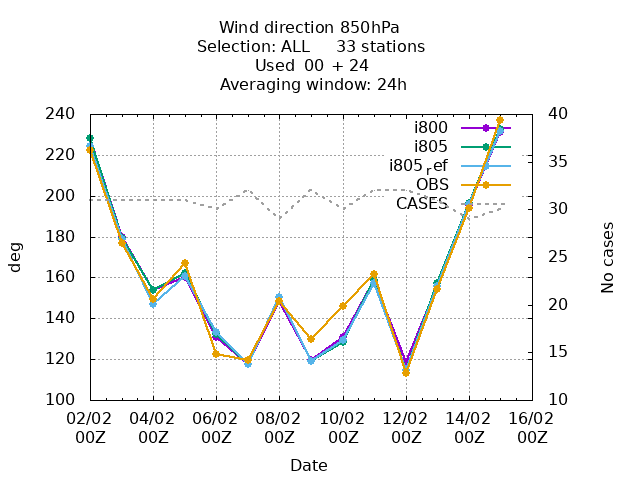 Wind direction 850hPa
Selection: ALL 33 stations
Used 00 + 24
Averaging window: 24h
240 40
i800
i805
220 35
i805ref
OBS
200 CASES 30
180
25
160
20
140
120 15
100 10
deg
No cases
02/02 04/02 06/02 08/02 10/02 12/02 14/02 16/02
00Z 00Z 00Z 00Z 00Z 00Z 00Z 00Z
Date